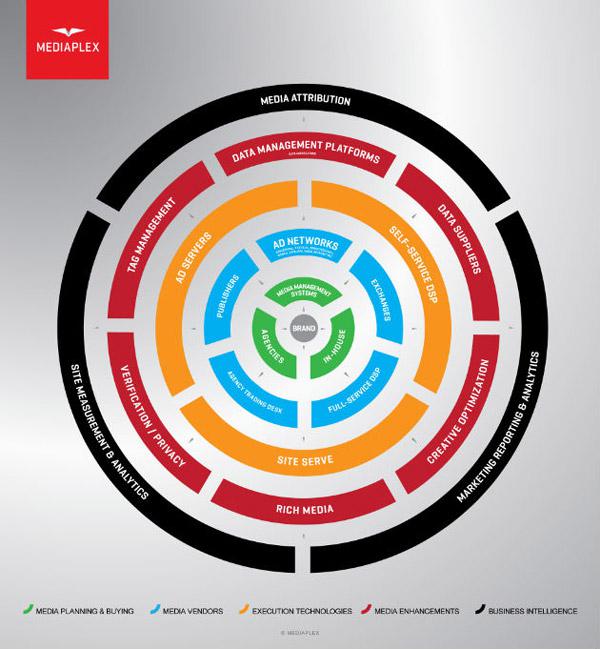 MEDIAPLEX
MEDIA ATTRIBUTION
DATA MANAGEMENT PLATFORMS
TAG MANAGEMENT
DATA SUPPLIERS
AD SERVERS
SELF-SERVICE DSP
AD NETWORKS
PUBLISHERS
EXCHANGES
MEDIA MANAGEMENT
SYSTEMS
BRAND
AGENCIES
IN-HOUSE
AGENCY TRADING DESK
FULL-SERVICE DSP
SITE MEASUREMENT & ANALYTICS
VERIFICATION / PRIVACY
CREATIVE OPTIMIZATION
MARKETING REPORTING & ANALYTICS
SITE SERVE
RICH MEDIA
MEDIA PLANNING & BUYING
MEDIA VENDORS
EXECUTION TECHNOLOGIES
MEDIA ENHANCEMENTS
BUSINESS INTELLIGENCE
© MEDIAPLEX